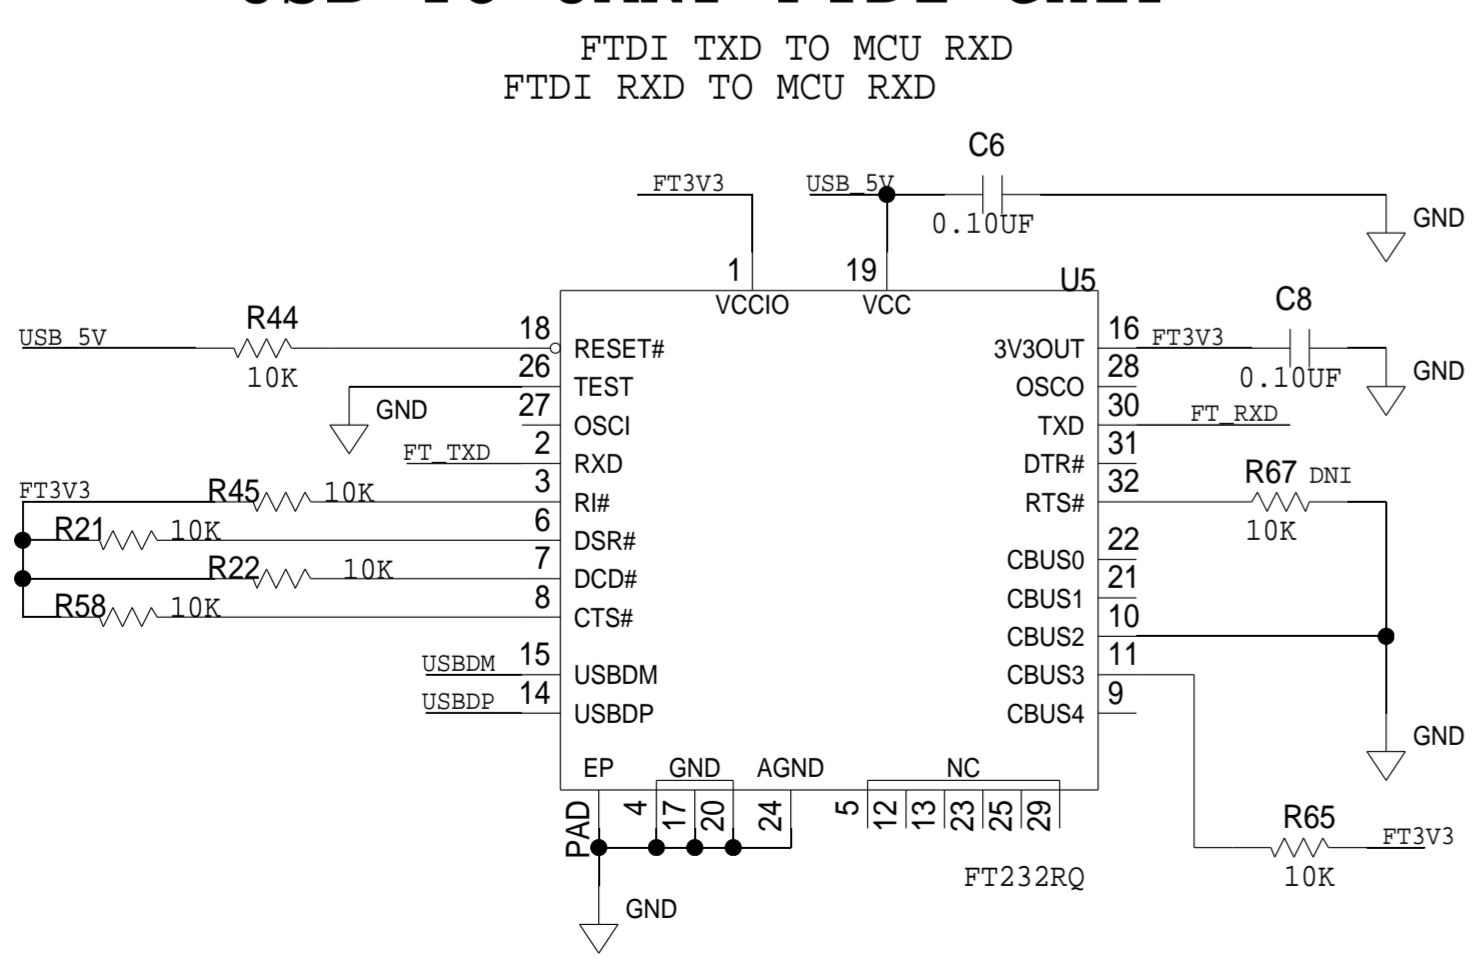 FTDI TXD TO MCU RXD
FTDI RXD TO MCU RXD
C6
FT3V3
USB_5V
0.10UF
GND
1
19
U5
VCCIO
VCC
C8
R44
USB_5V
10K
18
RESET#
3V3OUT
16
FT3V3
0.10UF
GND
26
TEST
OSCO
28
GND
27
OSCI
TXD
30
FT_RXD
FT_TXD
2
RXD
DTR#
31
FT3V3
R45
10K
3
RI#
RTS#
32
R67
DNI
10K
R21
10K
6
DSR#
CBUS0
22
R22
10K
7
DCD#
CBUS1
21
R58
10K
8
CTS#
CBUS2
10
USBDM
15
USBDM
CBUS3
11
USBDP
14
USBDP
CBUS4
9
GND
EP
GND
AGND
NC
PAD
4
17
20
24
5
12
13
23
25
29
R65
FT3V3
10K
FT232RQ
GND